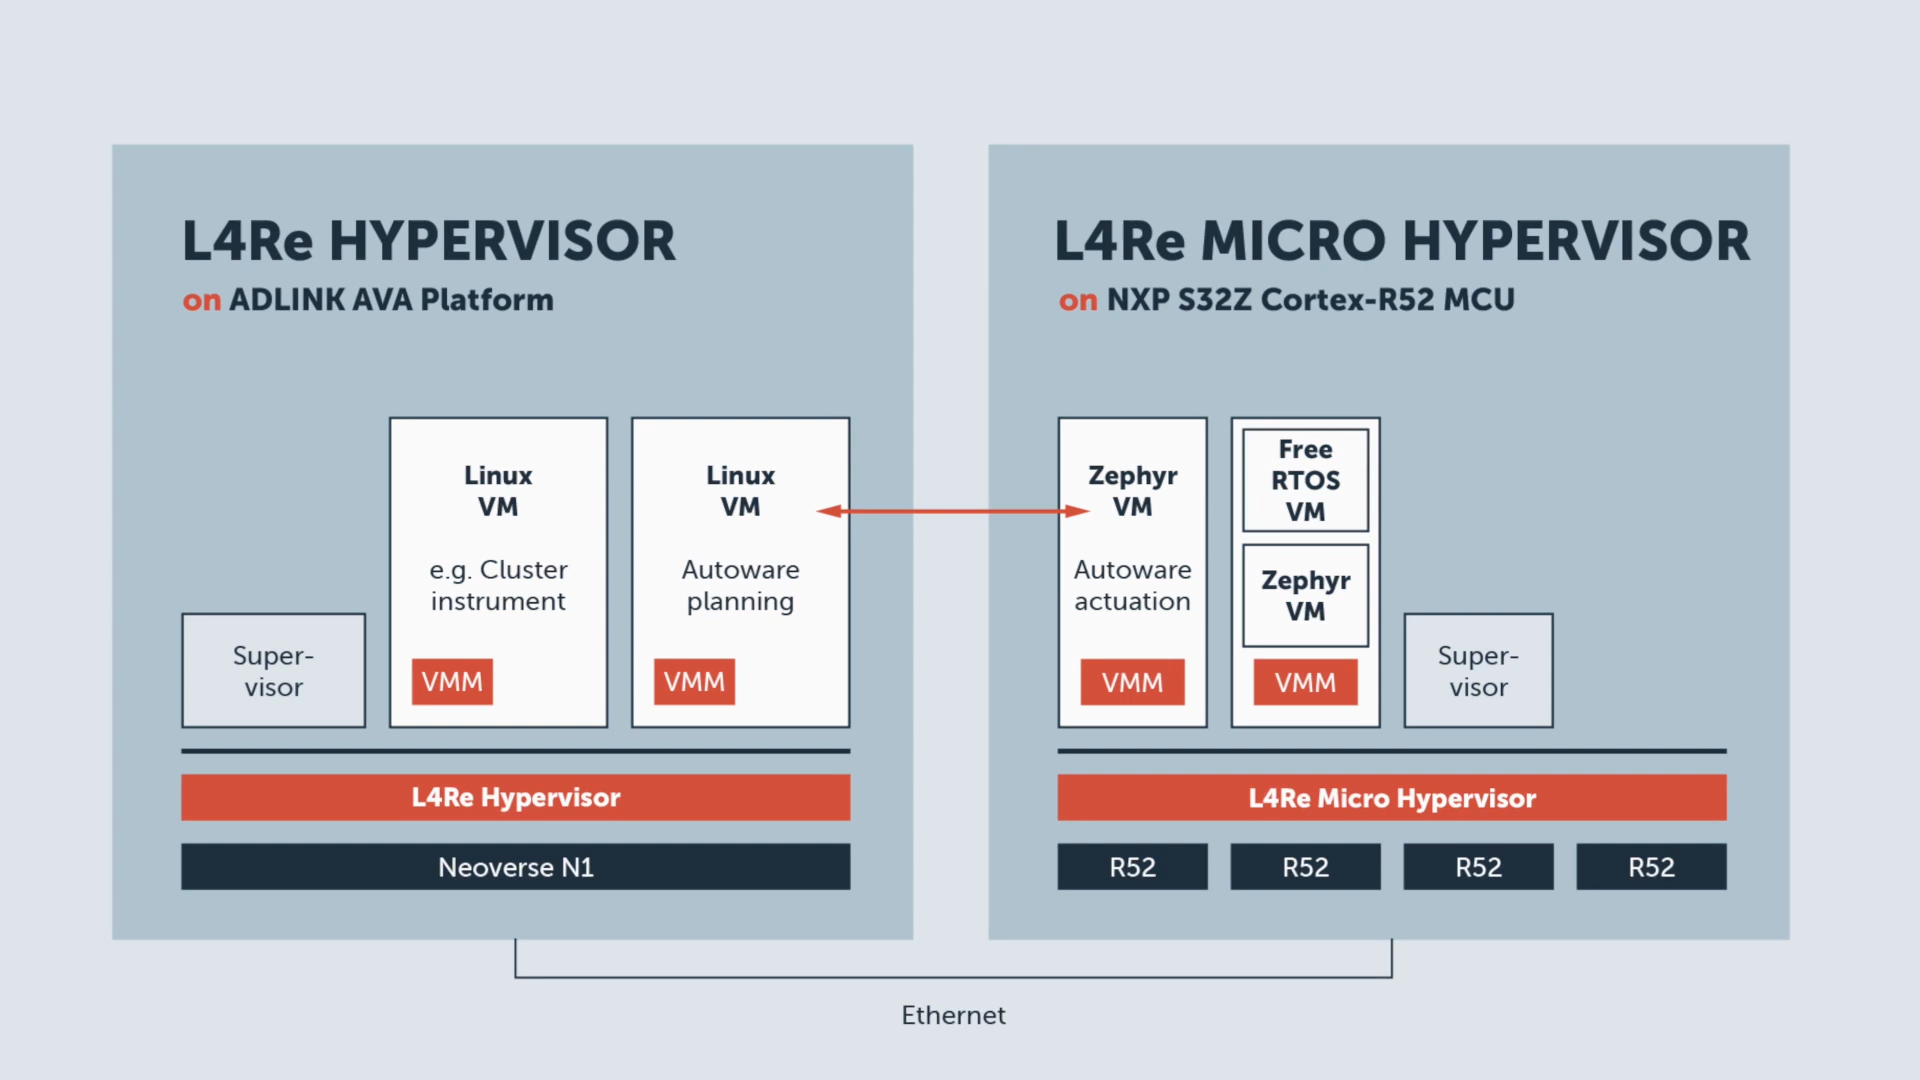 L4Re HYPERVISOR
on ADLINK AVA Platform
Super-
visor
Linux
VM
e.g. Cluster
instrument
VMM
Linux
VM
Autoware
planning
VMM
L4Re Hypervisor
Neoverse N1
L4Re MICRO HYPERVISOR
on NXP S32Z Cortex-R52 MCU
Zephyr
VM
Autoware
actuation
VMM
Free
RTOS
VM
Zephyr
VM
VMM
Super-
visor
L4Re Micro Hypervisor
R52
R52
R52
R52
Ethernet